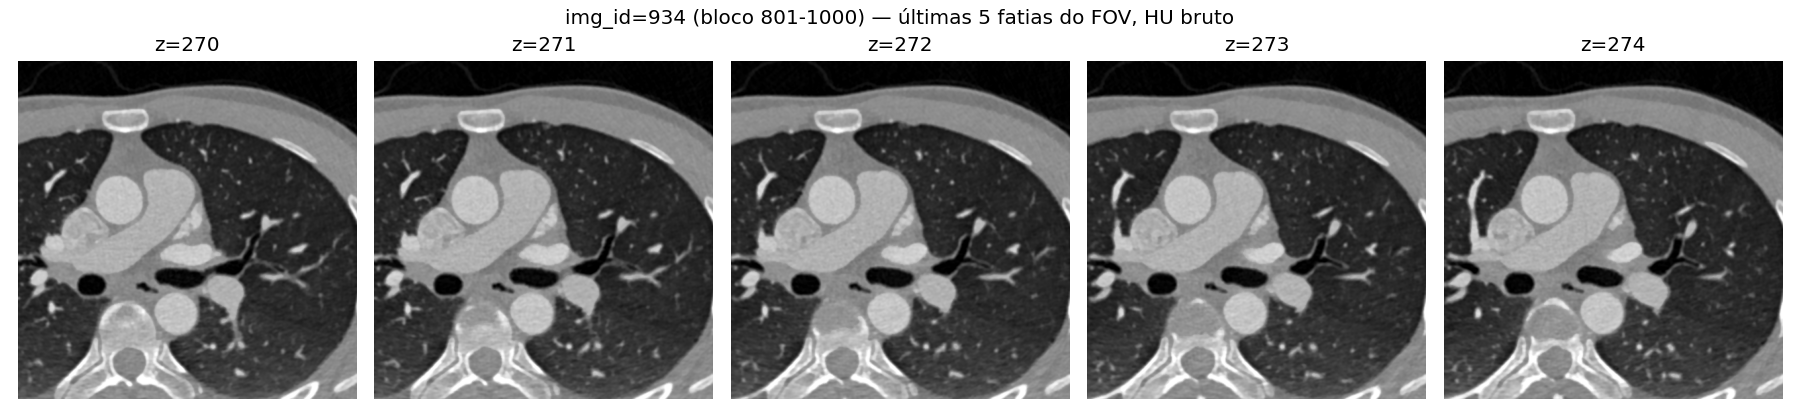 img_id=934 (bloco 801-1000) — últimas 5 fatias do FOV, HU bruto
z=270 z=271 z=272 z=273 z=274